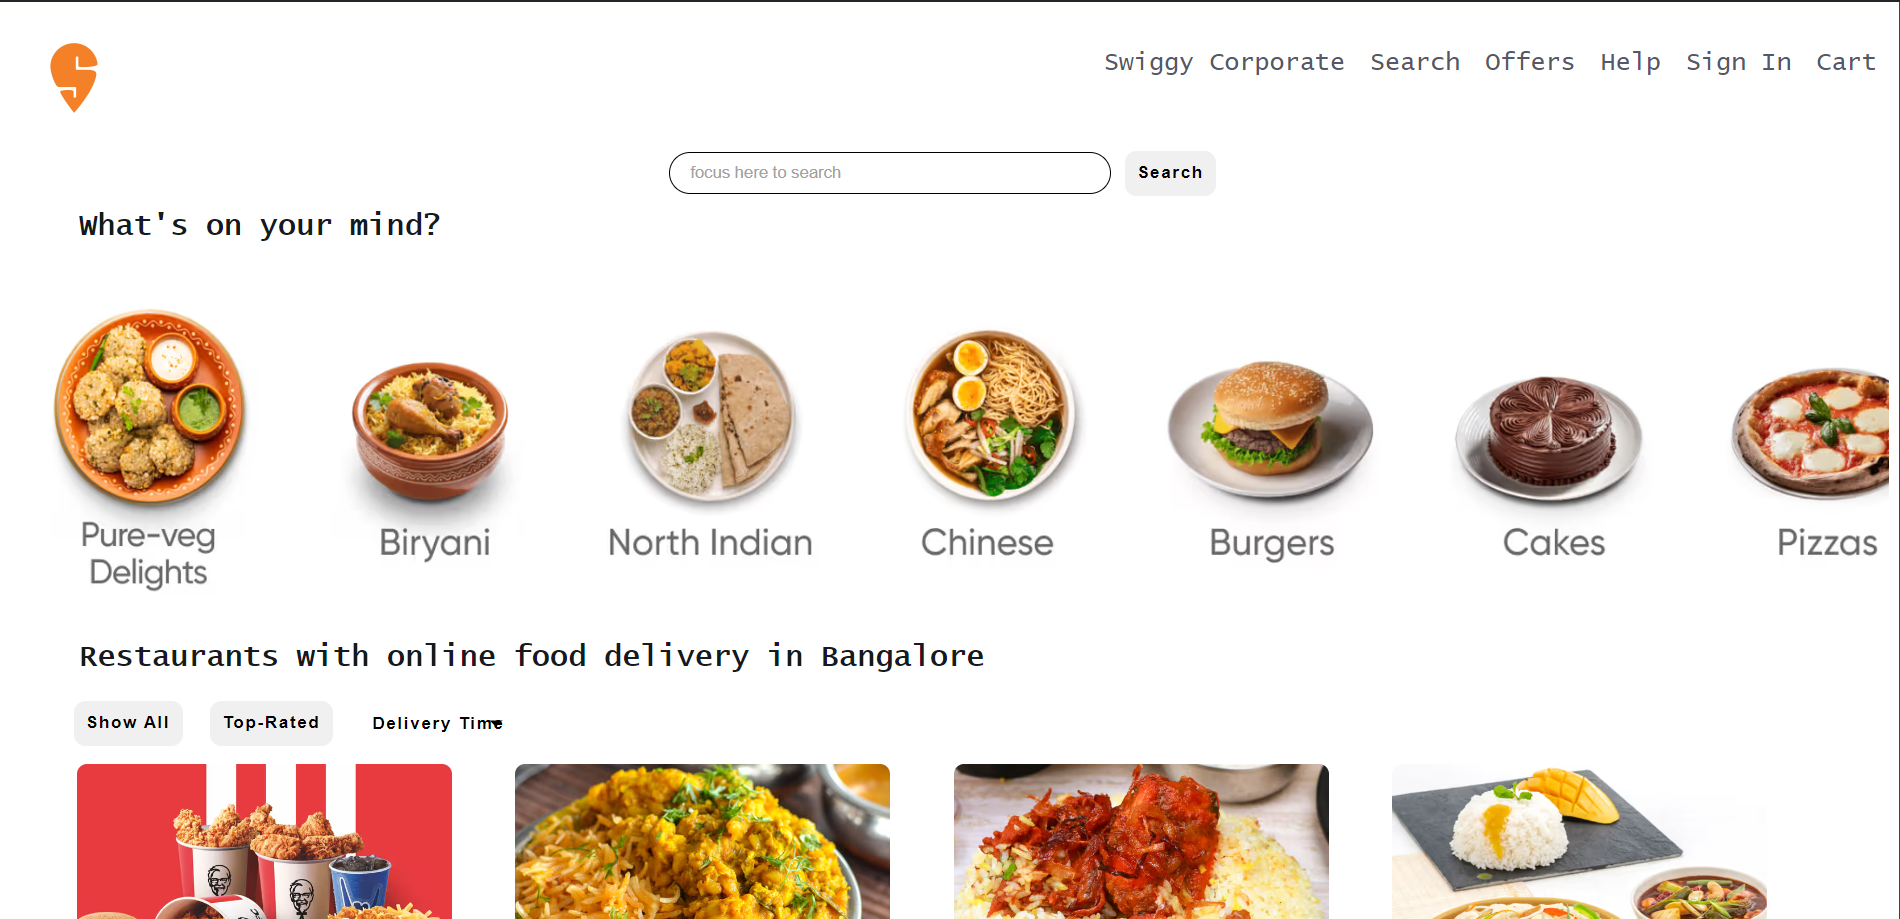 Swiggy Corporate Search Offers Help Sign In Cart
focus here to search Search
What's on your mind?
Pure-veg
Delights
Biryani
North Indian
Chinese
Burgers
Cakes
Pizzas
Restaurants with online food delivery in Bangalore
Show All Top-Rated Delivery Time